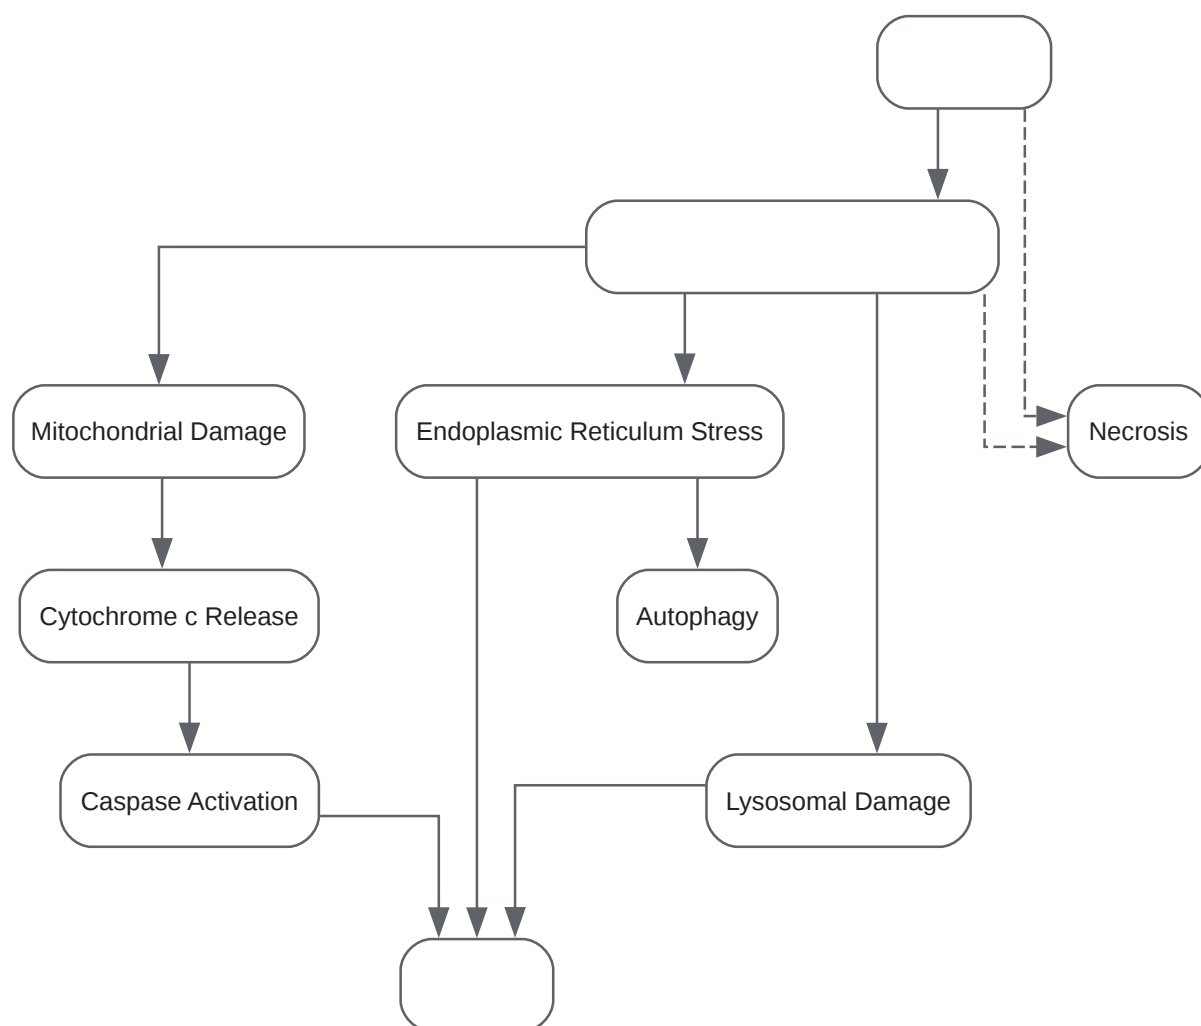 Mitochondrial Damage
Endoplasmic Reticulum Stress
Necrosis
Cytochrome c Release
Autophagy
Caspase Activation
Lysosomal Damage